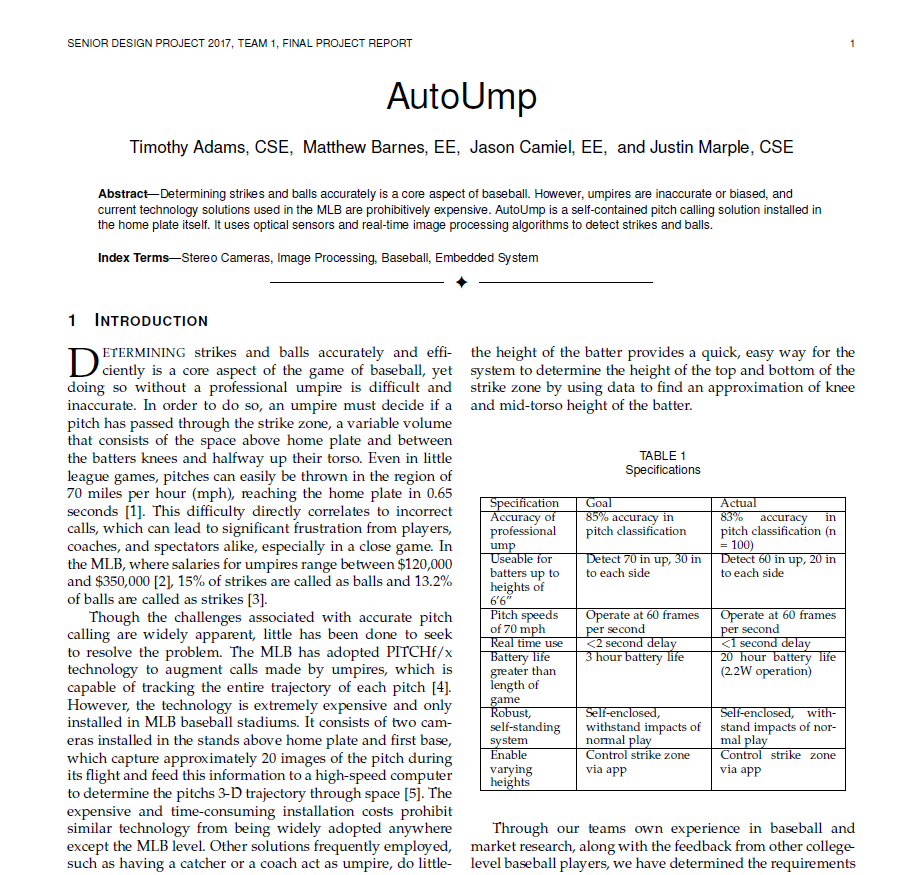 SENIOR DESIGN PROJECT 2017, TEAM 1, FINAL PROJECT REPORT 1
AutoUmp
Timothy Adams, CSE, Matthew Barnes, EE, Jason Camiel, EE, and Justin Marple, CSE
Abstract—Determining strikes and balls accurately is a core aspect of baseball. However, umpires are inaccurate or biased, and
current technology solutions used in the MLB are prohibitively expensive. AutoUmp is a self-contained pitch calling solution installed in
the home plate itself. It uses optical sensors and real-time image processing algorithms to detect strikes and balls.
Index Terms—Stereo Cameras, Image Processing, Baseball, Embedded System
1 INTRODUCTION
DETERMINING strikes and balls accurately and effi-
ciently is a core aspect of the game of baseball, yet
doing so without a professional umpire is difficult and
inaccurate. In order to do so, an umpire must decide if a
pitch has passed through the strike zone, a variable volume
that consists of the space above home plate and between
the batters knees and halfway up their torso. Even in little
league games, pitches can easily be thrown in the region of
70 miles per hour (mph), reaching the home plate in 0.65
seconds [1]. This difficulty directly correlates to incorrect
calls, which can lead to significant frustration from players,
coaches, and spectators alike, especially in a close game. In
the MLB, where salaries for umpires range between $120,000
and $350,000 [2], 15% of strikes are called as balls and 13.2%
of balls are called as strikes [3].
Though the challenges associated with accurate pitch
calling are widely apparent, little has been done to seek
to resolve the problem. The MLB has adopted PITCHf/x
technology to augment calls made by umpires, which is
capable of tracking the entire trajectory of each pitch [4].
However, the technology is extremely expensive and only
installed in MLB baseball stadiums. It consists of two cam-
eras installed in the stands above home plate and first base,
which capture approximately 20 images of the pitch during
its flight and feed this information to a high-speed computer
to determine the pitchs 3-D trajectory through space [5]. The
expensive and time-consuming installation costs prohibit
similar technology from being widely adopted anywhere
except the MLB level. Other solutions frequently employed,
such as having a catcher or a coach act as umpire, do little-
the height of the batter provides a quick, easy way for the
system to determine the height of the top and bottom of the
strike zone by using data to find an approximation of knee
and mid-torso height of the batter.
TABLE 1
Specifications
Specification Goal Actual
Accuracy of 85% accuracy in 83% accuracy in
professional pitch classification pitch classification (n
ump = 100)
Useable for Detect 70 in up, 30 in Detect 60 in up, 20 in
batters up to to each side to each side
heights of
6'6"
Pitch speeds Operate at 60 frames Operate at 60 frames
of 70 mph per second per second
Real time use <2 second delay <1 second delay
Battery life 3 hour battery life 20 hour battery life
greater than (2.2W operation)
length of
game
Robust, Self-enclosed, Self-enclosed, with-
self-standing withstand impacts of stand impacts of nor-
system normal play mal play
Enable Control strike zone Control strike zone
varying via app via app
heights
Through our teams own experience in baseball and
market research, along with the feedback from other college-
level baseball players, we have determined the requirements